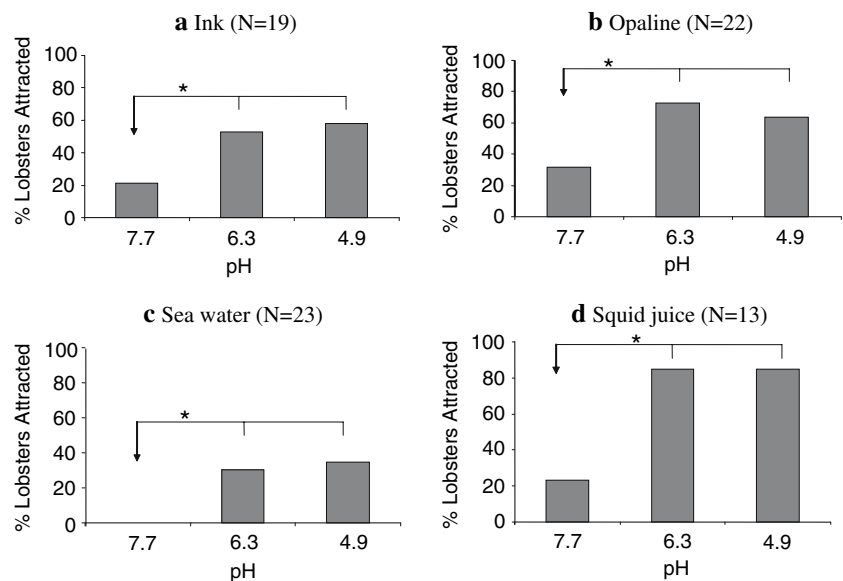 a Ink (N=19)
% Lobsters Attracted
100
80
60
40
20
0
*
7.7 6.3 4.9
pH
b Opaline (N=22)
% Lobsters Attracted
100
80
60
40
20
0
*
7.7 6.3 4.9
pH
c Sea water (N=23)
% Lobsters Attracted
100
80
60
40
20
0
*
7.7 6.3 4.9
pH
d Squid juice (N=13)
% Lobsters Attracted
100
80
60
40
20
0
*
7.7 6.3 4.9
pH